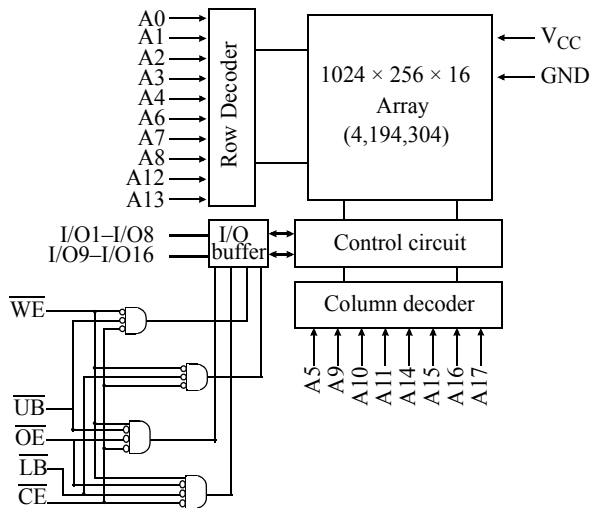 A0
A1
A2
A3
A4
A6
A7
A8
A12
A13
Row Decoder
1024 × 256 × 16
Array
(4,194,304)
VCC
GND
I/O1–I/O8
I/O9–I/O16
I/O
buffer
Control circuit
Column decoder
A5
A9
A10
A11
A14
A15
A16
A17
WE
UB
OE
LB
CE